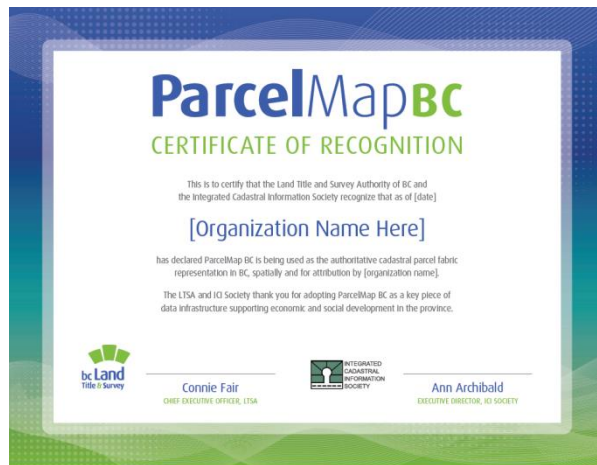 ParcelMapBC
CERTIFICATE OF RECOGNITION
This is to certify that the Land Title and Survey Authority of BC and
the Integrated Cadastral Information Society recognize that as of [date]
[Organization Name Here]
has declared ParcelMap BC is being used as the authoritative cadastral parcel fabric
representation in BC, spatially and for attribution by [organization name].
The LTSA and ICI Society thank you for adopting ParcelMap BC as a key piece of
data infrastructure supporting economic and social development in the province.
bc Land
Title & Survey
Connie Fair
CHIEF EXECUTIVE OFFICER, LTSA
INTEGRATED
CADASTRAL
INFORMATION
SOCIETY
Ann Archibald
EXECUTIVE DIRECTOR, ICI SOCIETY